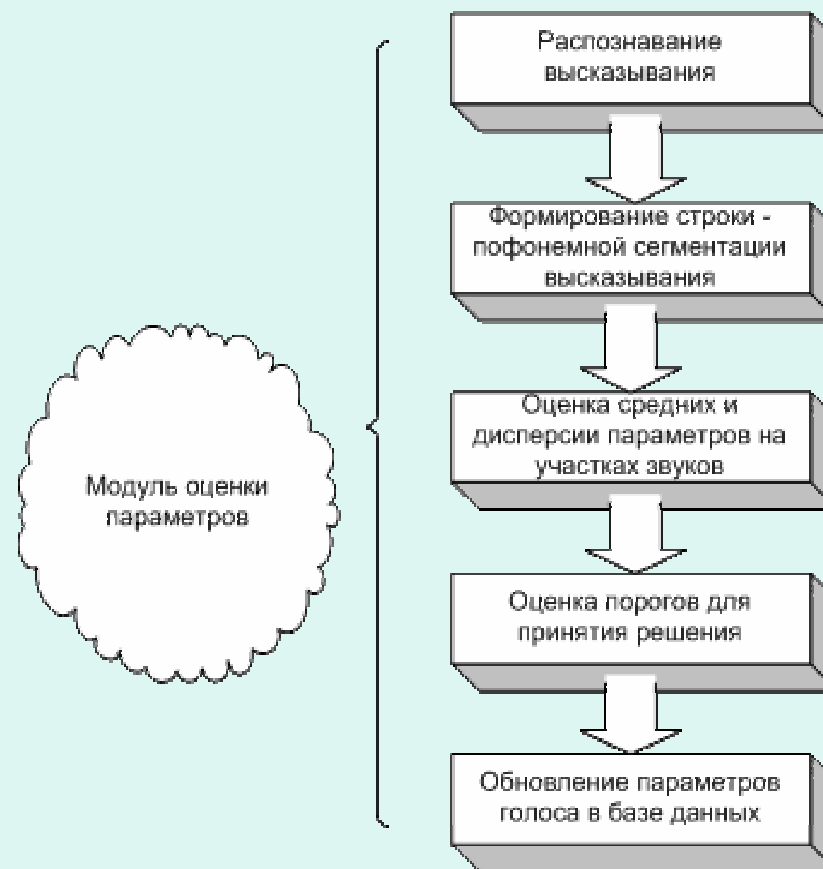 Распознавание
высказывания
Формирование строки -
пофонемной сегментации
высказывания
Оценка средних и
дисперсии параметров на
участках звуков
Модуль оценки
параметров
Оценка порогов для
принятия решения
Обновление параметров
голоса в базе данных